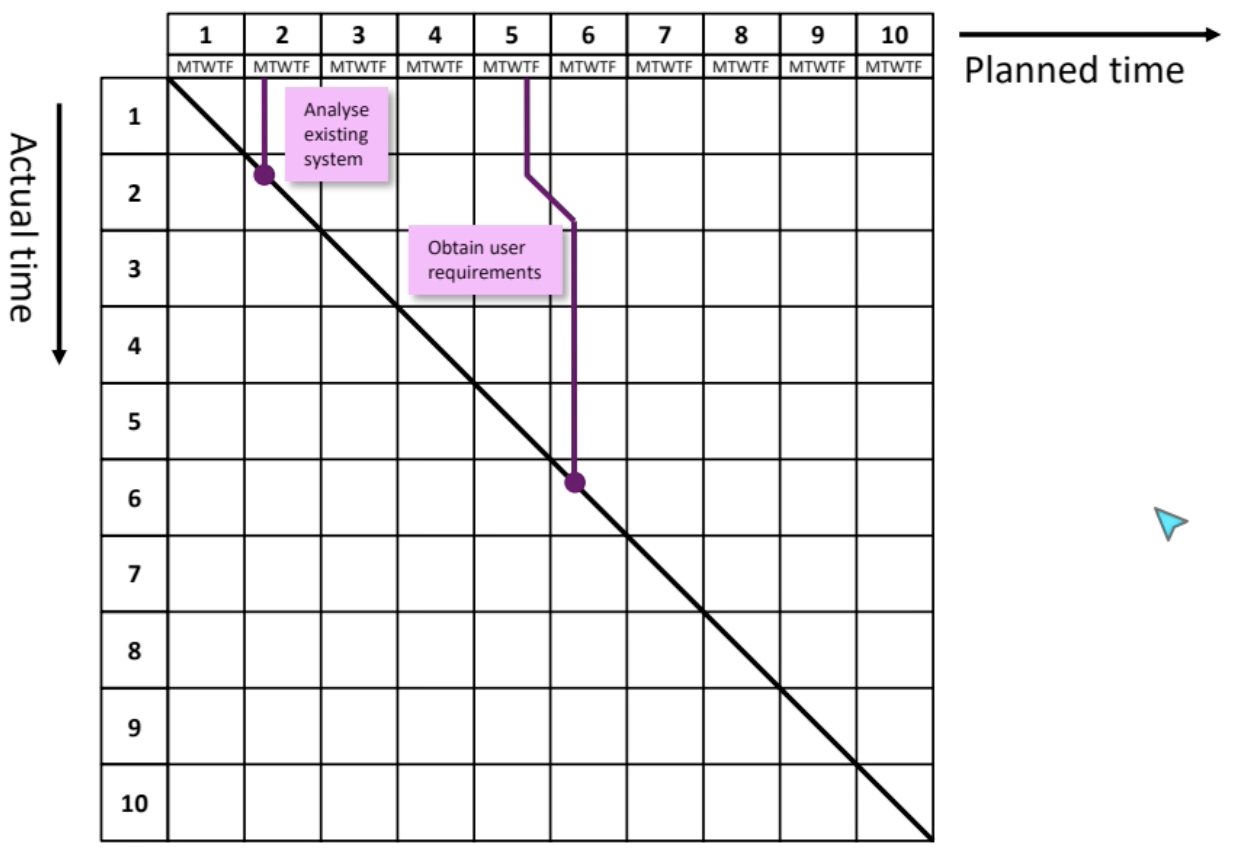 1 2 3 4 5 6 7 8 9 10
MTWTF MTWTF MTWTF MTWTF MTWTF MTWTF MTWTF MTWTF MTWTF MTWTF
Planned time
Actual time
1
Analyse
existing
system
2
Obtain user
requirements
3
4
5
6
7
8
9
10